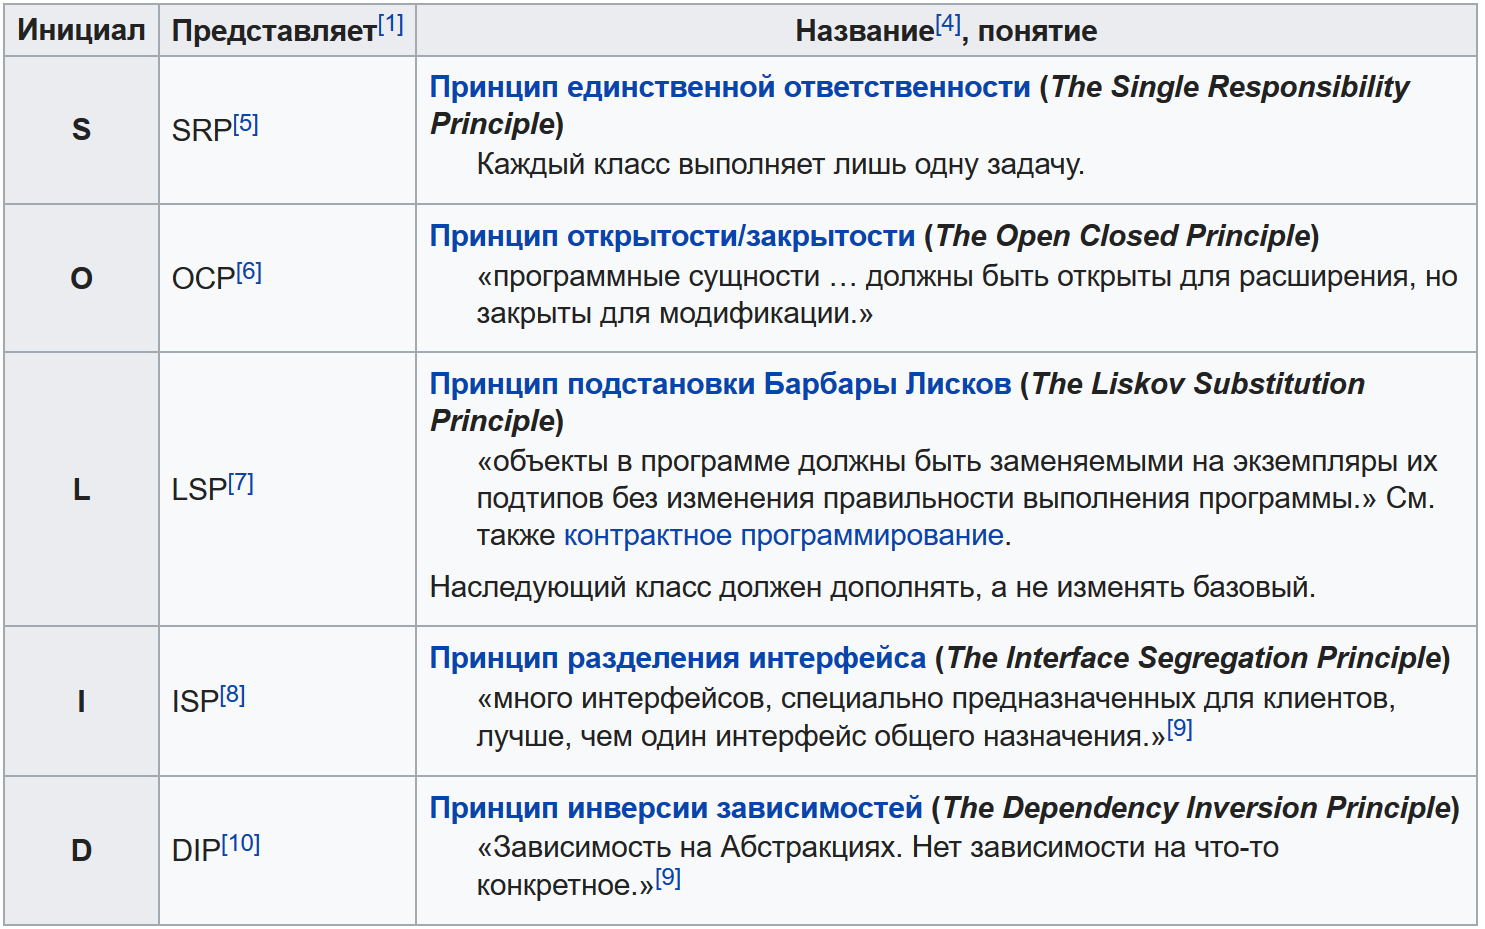 Инициал Представляет[1] Название[4], понятие
S SRP[5] Принцип единственной ответственности (The Single Responsibility
Principle)
Каждый класс выполняет лишь одну задачу.
O OCP[6] Принцип открытости/закрытости (The Open Closed Principle)
«программные сущности … должны быть открыты для расширения, но
закрыты для модификации.»
L LSP[7] Принцип подстановки Барбары Лисков (The Liskov Substitution
Principle)
«объекты в программе должны быть заменяемыми на экземпляры их
подтипов без изменения правильности выполнения программы.» См.
также контрактное программирование.
Наследующий класс должен дополнять, а не изменять базовый.
I ISP[8] Принцип разделения интерфейса (The Interface Segregation Principle)
«много интерфейсов, специально предназначенных для клиентов,
лучше, чем один интерфейс общего назначения.»[9]
D DIP[10] Принцип инверсии зависимостей (The Dependency Inversion Principle)
«Зависимость на Абстракциях. Нет зависимости на что-то
конкретное.»[9]